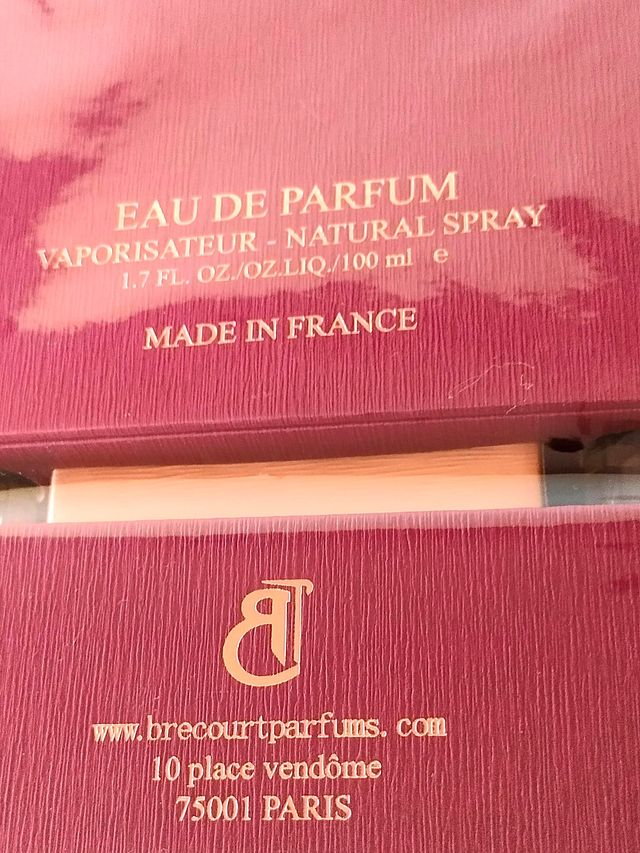 EAU DE PARFUM
VAPORISATEUR - NATURAL SPRAY
1.7 FL. OZ./OZ.LIQ./100 ml e
MADE IN FRANCE
www.brecourtparfums. com
10 place vendôme
75001 PARIS